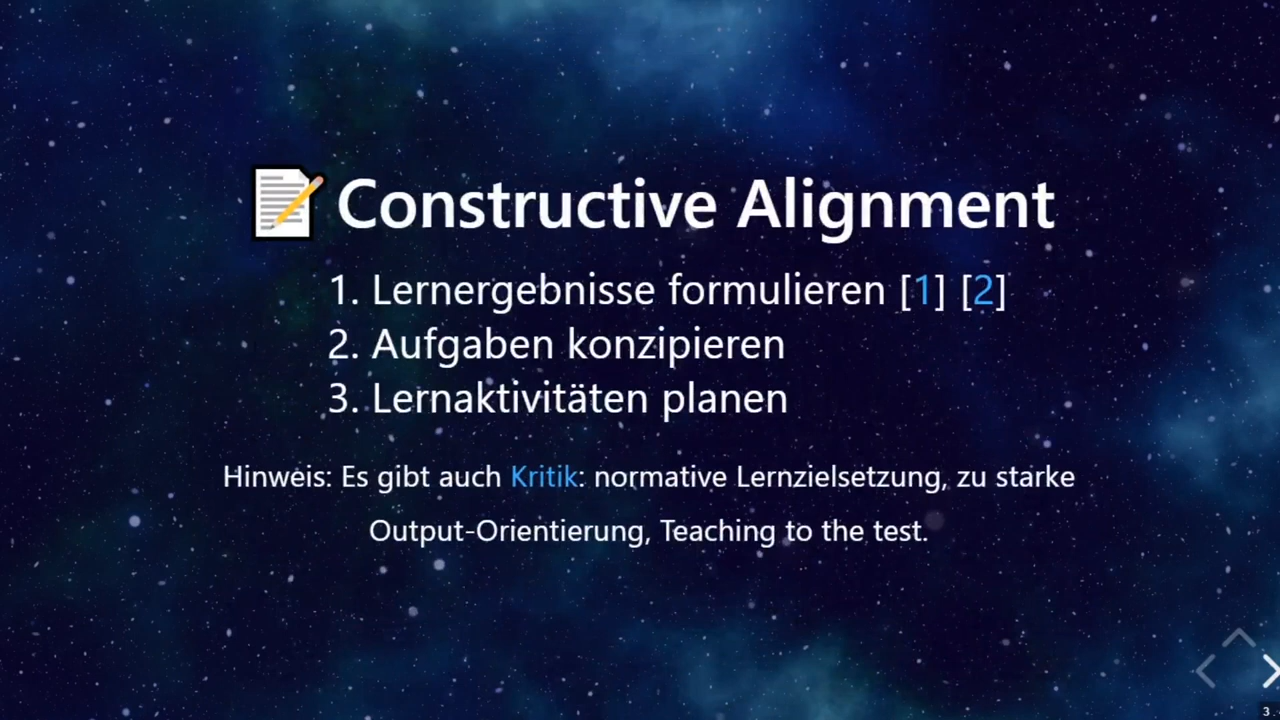 Constructive Alignment
1. Lernergebnisse formulieren [1] [2]
2. Aufgaben konzipieren
3. Lernaktivitäten planen
Hinweis: Es gibt auch Kritik: normative Lernzielsetzung, zu starke
Output-Orientierung, Teaching to the test.
3